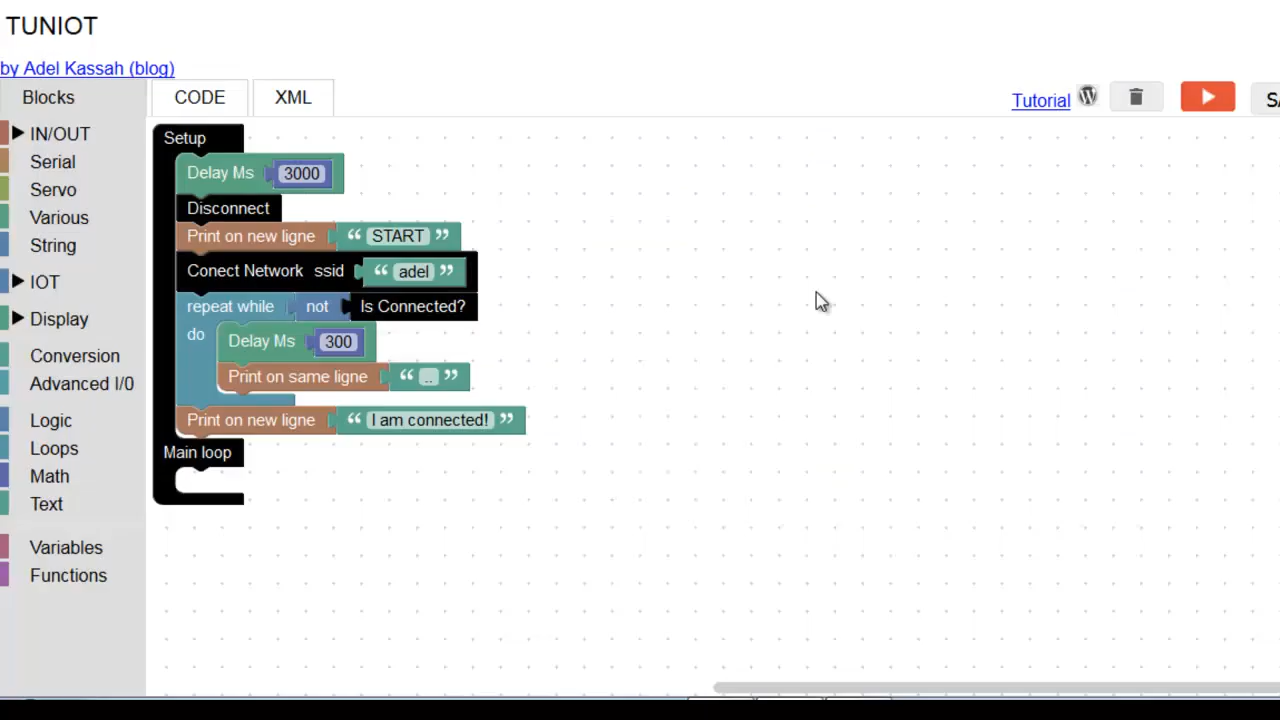 TUNIOT
by Adel Kassah (blog)
Blocks
CODE
XML
Tutorial
IN/OUT
Serial
Servo
Various
String
IOT
Display
Conversion
Advanced I/0
Logic
Loops
Math
Text
Variables
Functions
Setup
Delay Ms 3000
Disconnect
Print on new ligne “ START ”
Conect Network ssid “ adel ”
repeat while not Is Connected?
do
Delay Ms 300
Print on same ligne “ .. ”
Print on new ligne “ I am connected! ”
Main loop